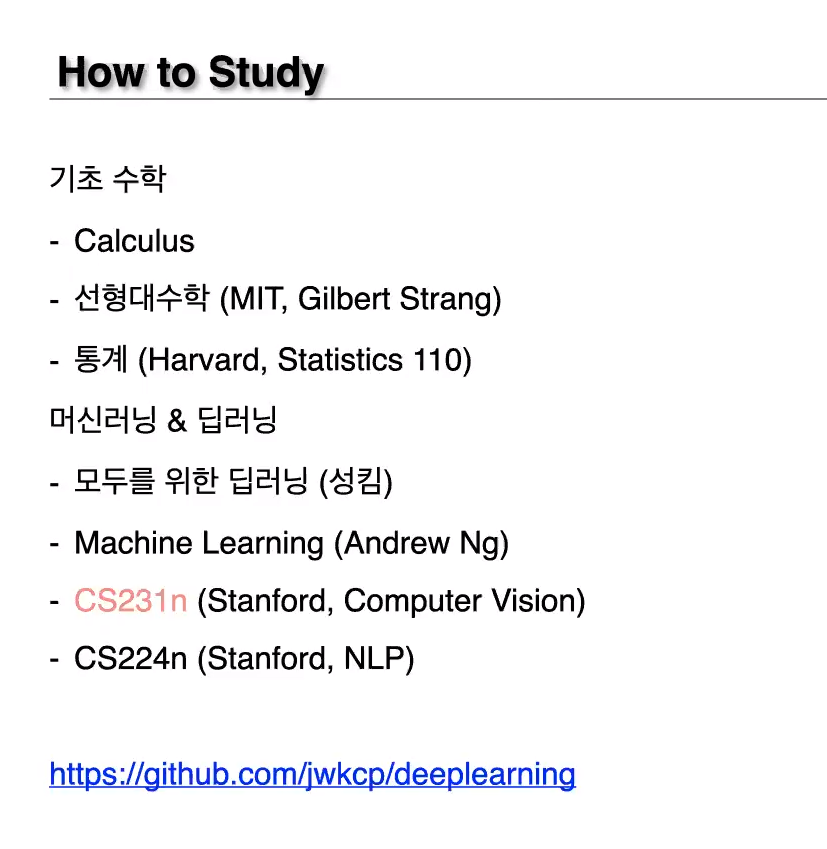 How to Study
기초 수학
- Calculus
- 선형대수학 (MIT, Gilbert Strang)
- 통계 (Harvard, Statistics 110)
머신러닝 & 딥러닝
- 모두를 위한 딥러닝 (성킴)
- Machine Learning (Andrew Ng)
- CS231n (Stanford, Computer Vision)
- CS224n (Stanford, NLP)
https://github.com/jwkcp/deeplearning